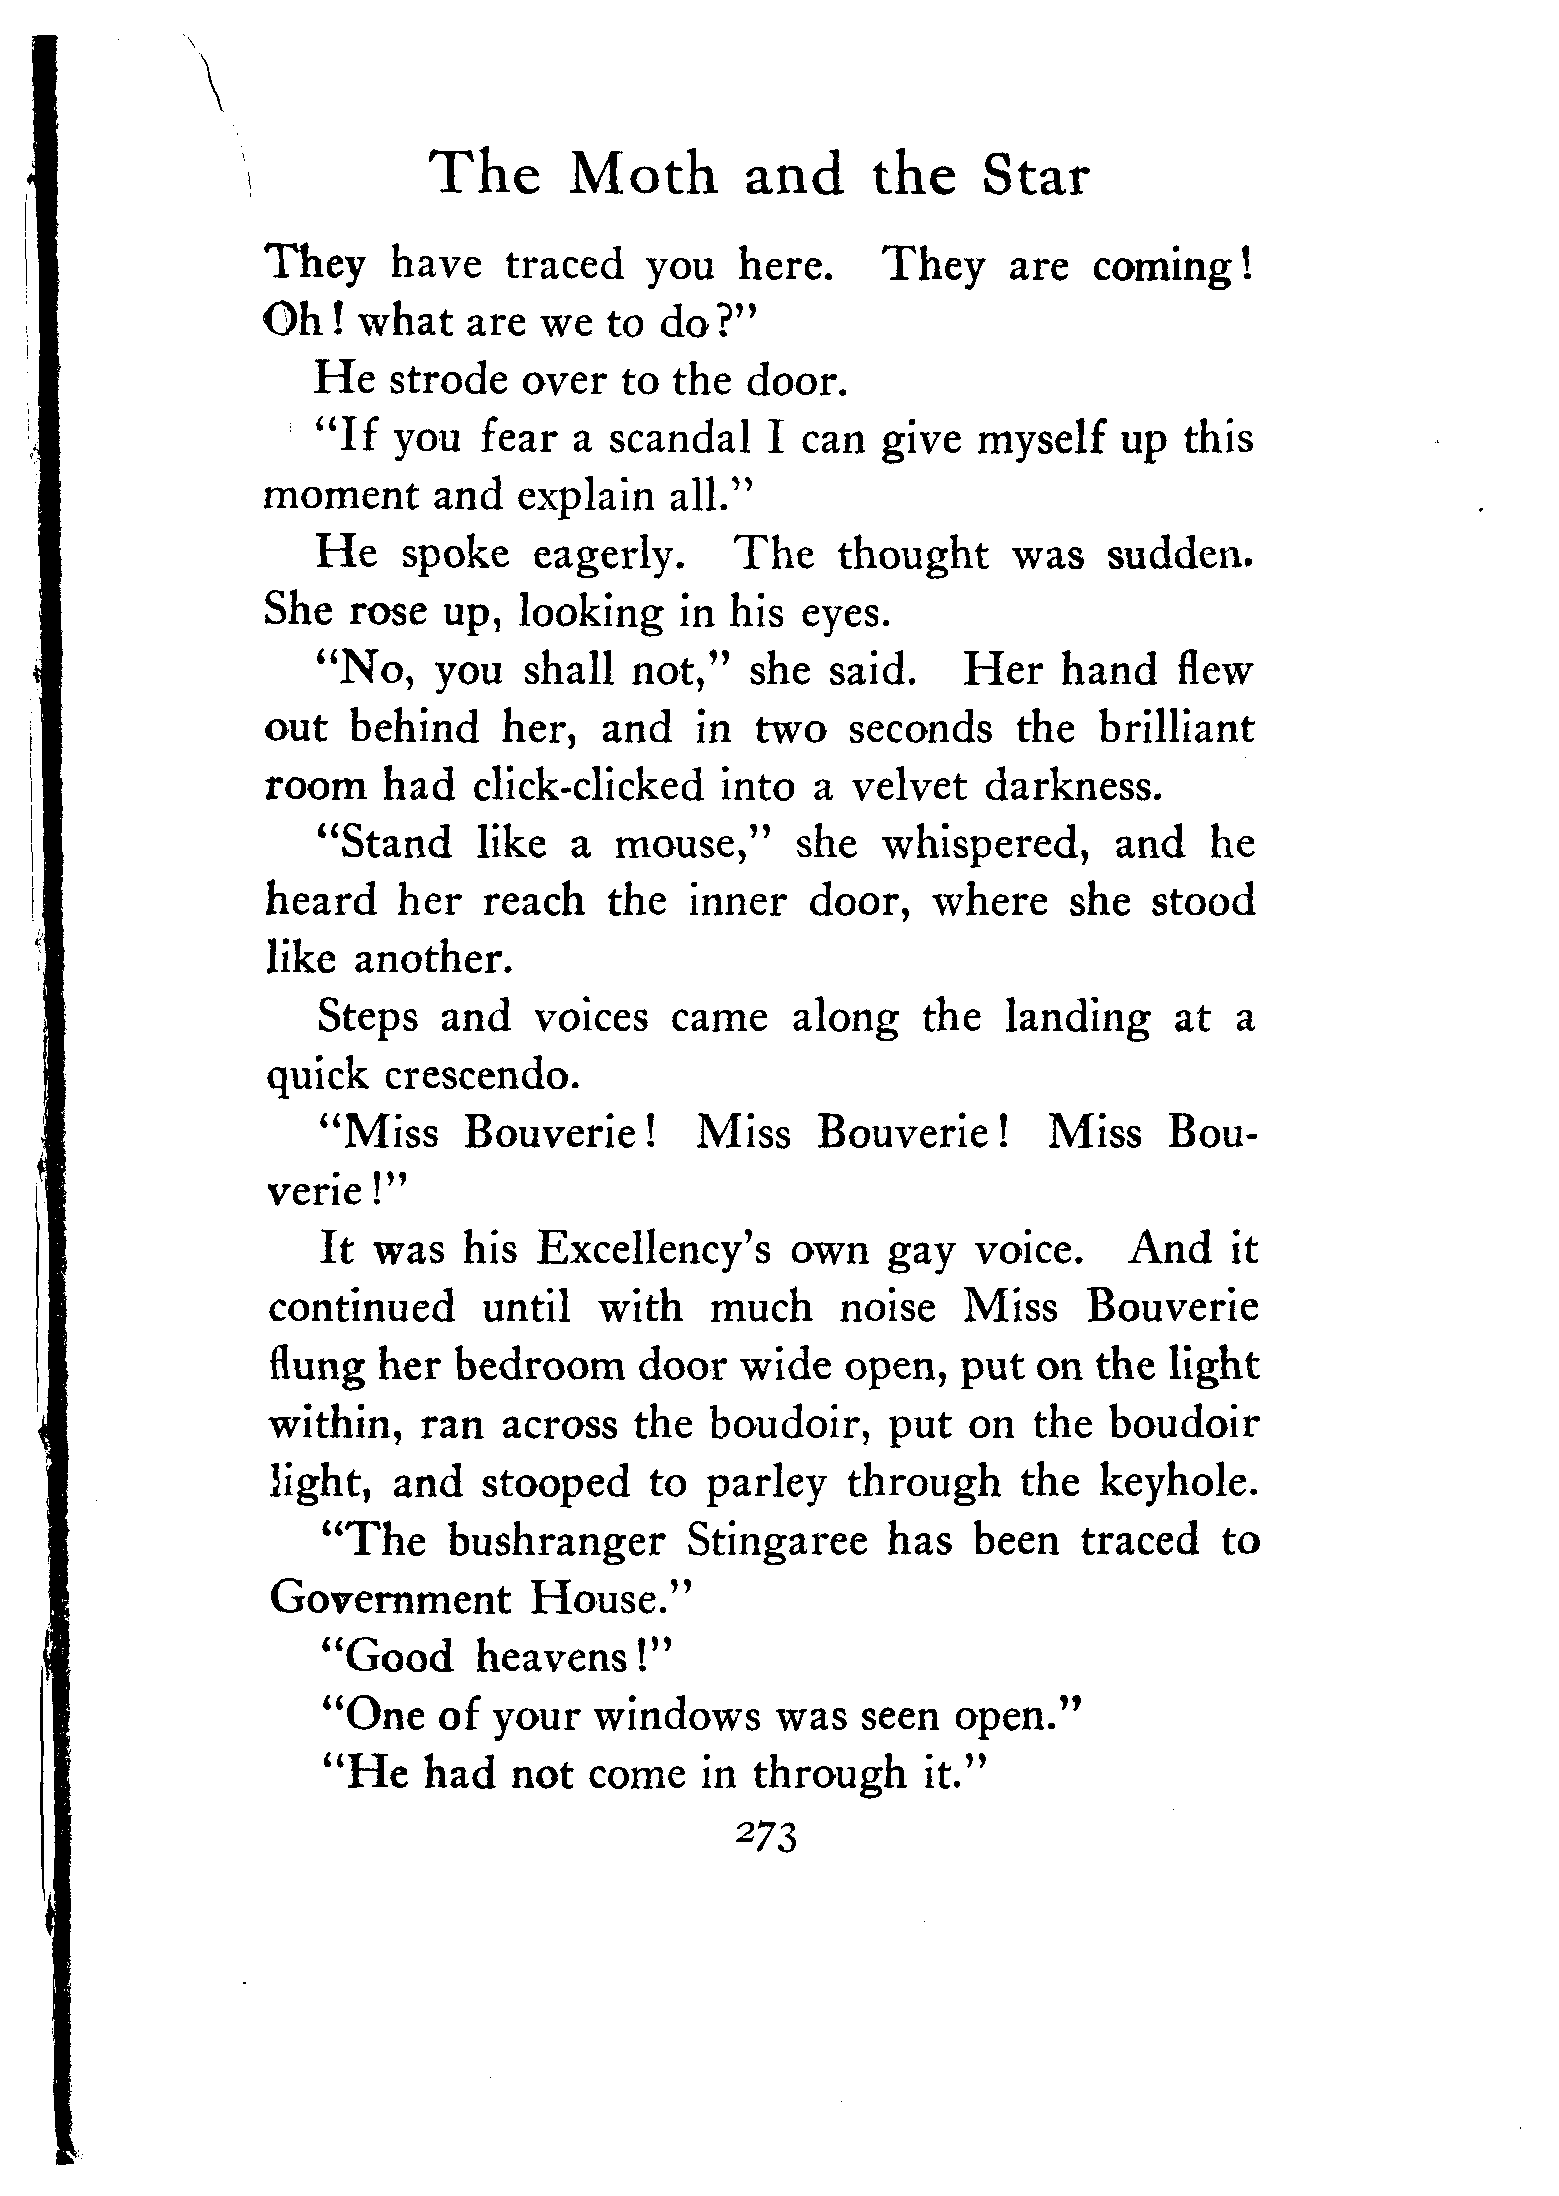 The Moth and the Star
They have traced you here. They are coming!
Oh! what are we to do?"
He strode over to the door.
"If you fear a scandal I can give myself up this
moment and explain all."
He spoke eagerly. The thought was sudden.
She rose up, looking in his eyes.
"No, you shall not," she said. Her hand flew
out behind her, and in two seconds the brilliant
room had click-clicked into a velvet darkness.
"Stand like a mouse," she whispered, and he
heard her reach the inner door, where she stood
like another.
Steps and voices came along the landing at a
quick crescendo.
"Miss Bouverie! Miss Bouverie! Miss Bou-
verie!"
It was his Excellency's own gay voice. And it
continued until with much noise Miss Bouverie
flung her bedroom door wide open, put on the light
within, ran across the boudoir, put on the boudoir
light, and stooped to parley through the keyhole.
"The bushranger Stingaree has been traced to
Government House."
"Good heavens!"
"One of your windows was seen open."
"He had not come in through it."
273